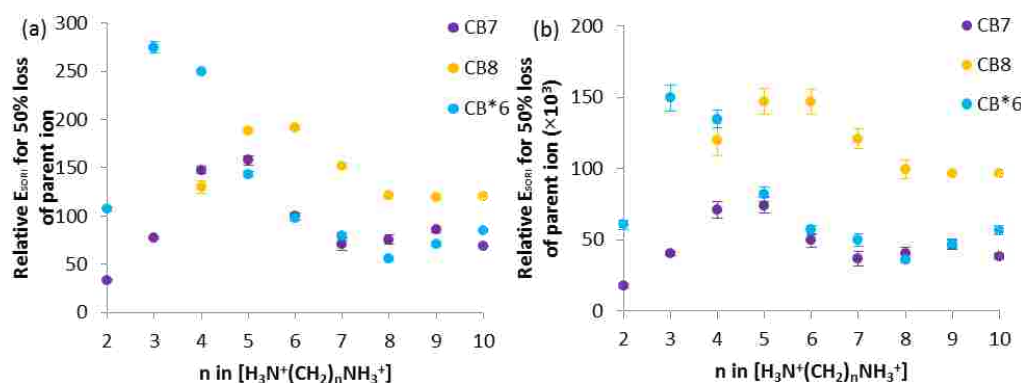 (a)
Relative E_SORI for 50% loss
of parent ion
300
250
200
150
100
50
0
CB7
CB8
CB*6
2 3 4 5 6 7 8 9 10
n in [H₃N⁺(CH₂)ₙNH₃⁺]
(b)
Relative E_SORI for 50% loss
of parent ion (×10³)
200
150
100
50
0
CB7
CB8
CB*6
2 3 4 5 6 7 8 9 10
n in [H₃N⁺(CH₂)ₙNH₃⁺]